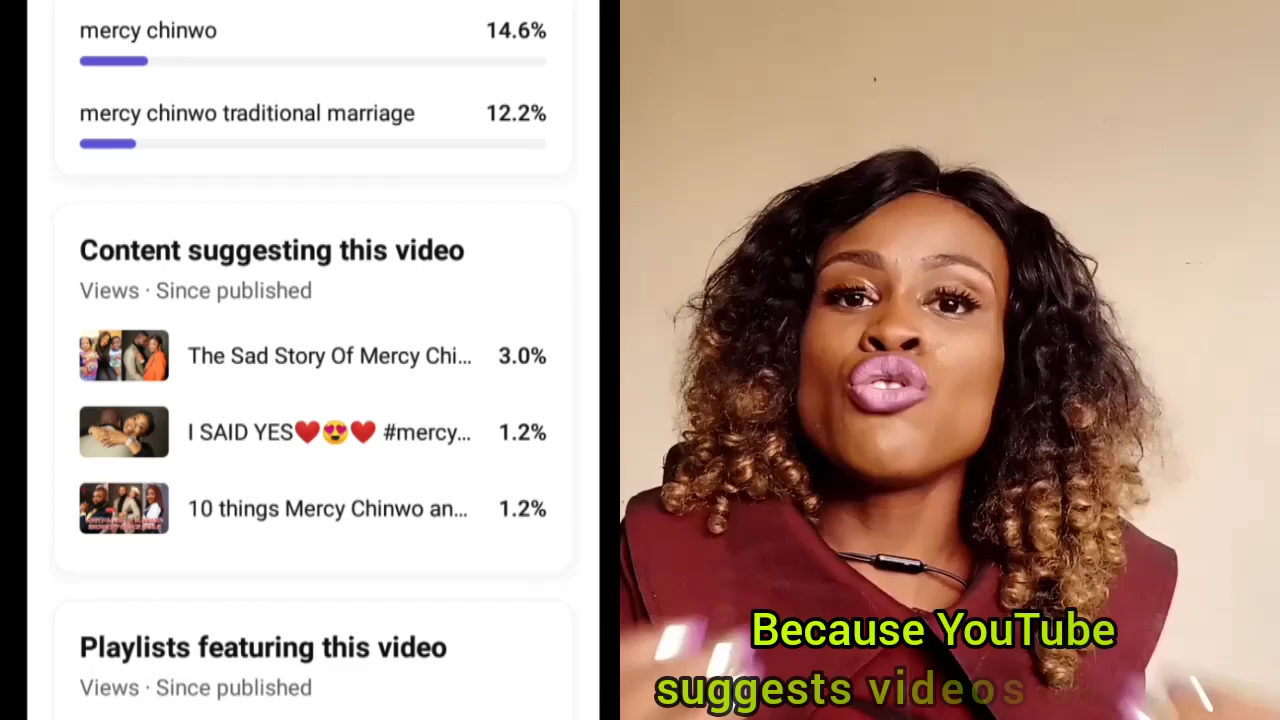 mercy chinwo 14.6%
mercy chinwo traditional marriage 12.2%
Content suggesting this video
Views · Since published
The Sad Story Of Mercy Chi... 3.0%
I SAID YES❤️😍❤️ #mercy... 1.2%
10 things Mercy Chinwo an... 1.2%
Playlists featuring this video
Views · Since published
Because YouTube
suggests videos